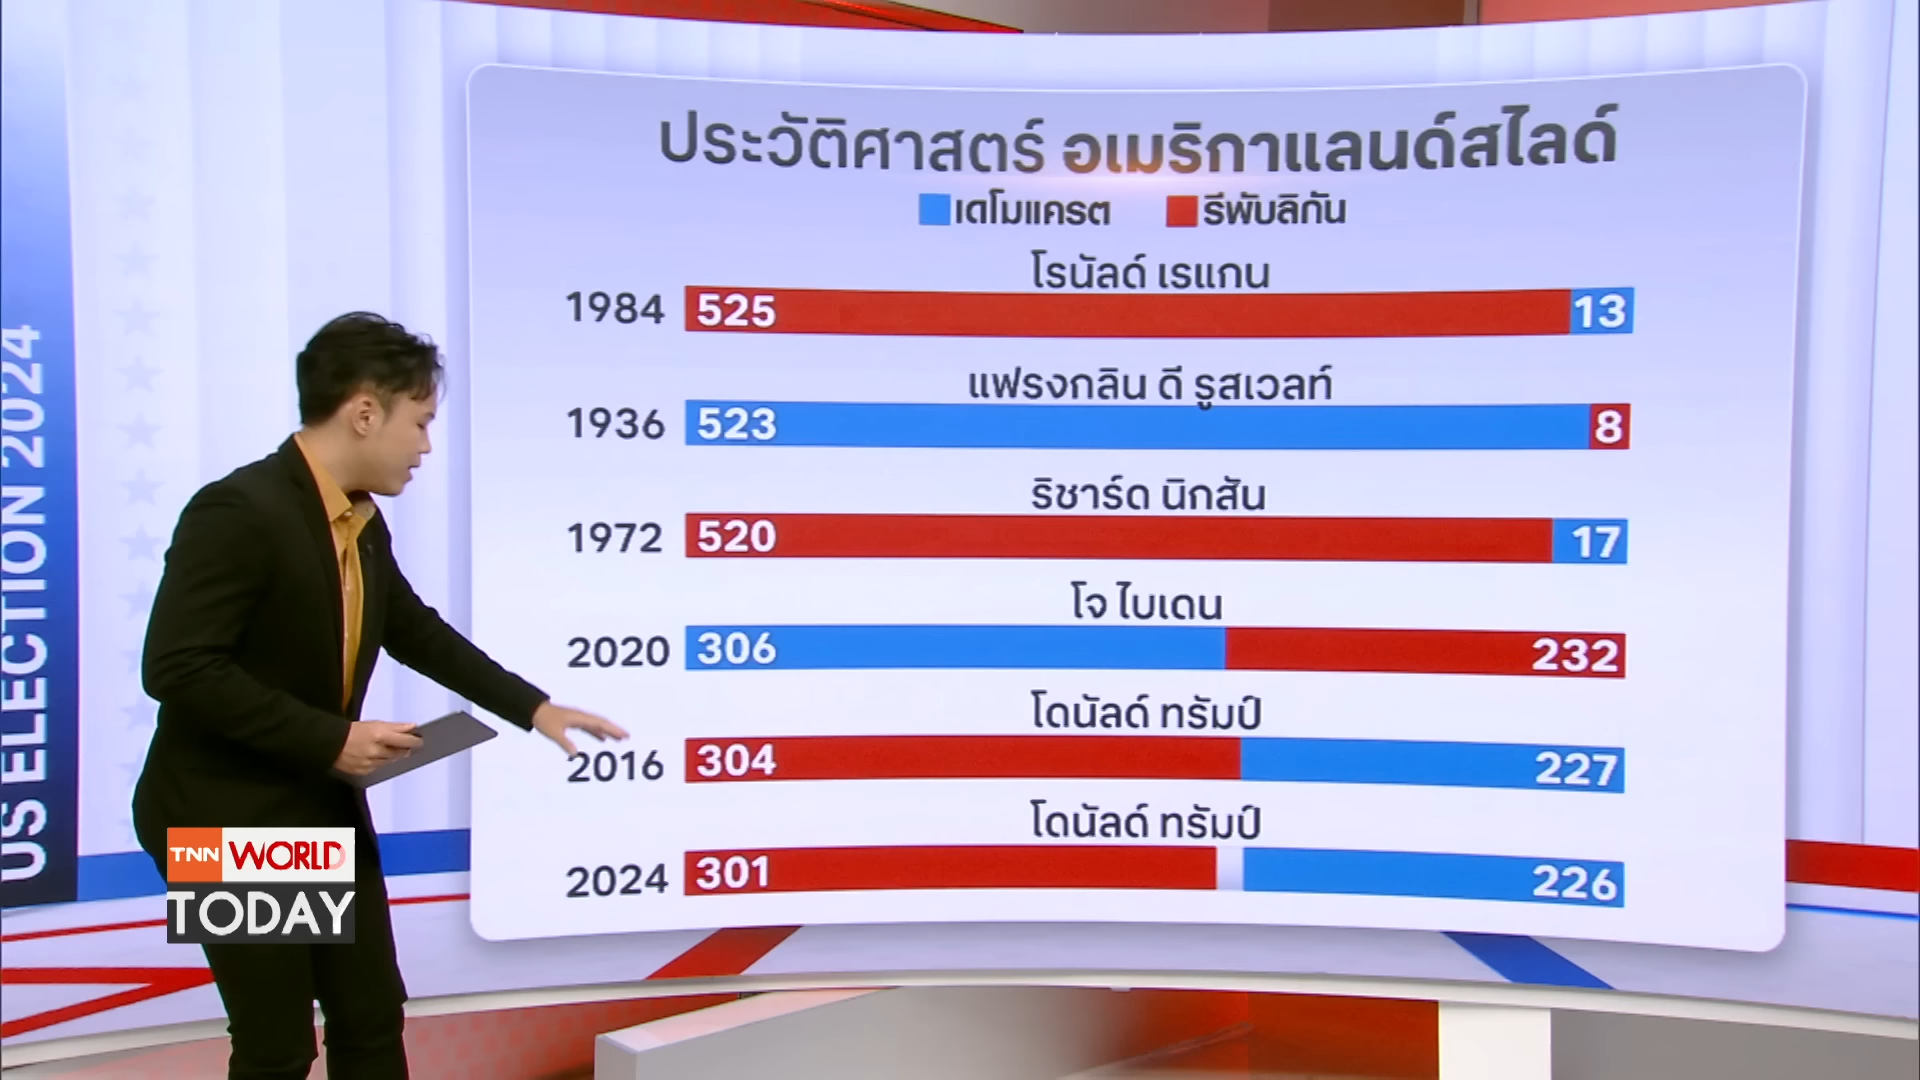 US ELECTION 2024
ประวัติศาสตร์ อเมริกาแลนด์สไลด์
เดโมแครต รีพับลิกัน
โรนัลด์ เรแกน
1984 525 13
แฟรงกลิน ดี รูสเวลท์
1936 523 8
ริชาร์ด นิกสัน
1972 520 17
โจ ไบเดน
2020 306 232
โดนัลด์ ทรัมป์
2016 304 227
โดนัลด์ ทรัมป์
2024 301 226
TNN WORLD
TODAY